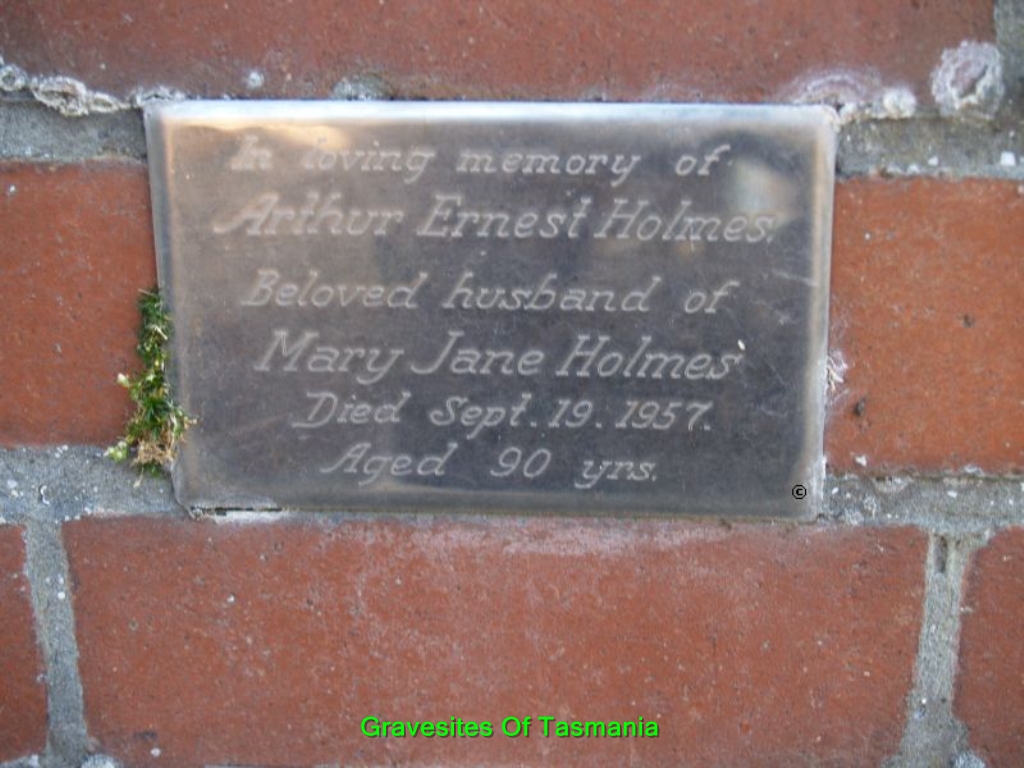 In loving memory of
Arthur Ernest Holmes.
Beloved husband of
Mary Jane Holmes
Died Sept. 19. 1957.
Aged 90 yrs.
©
Gravesites Of Tasmania